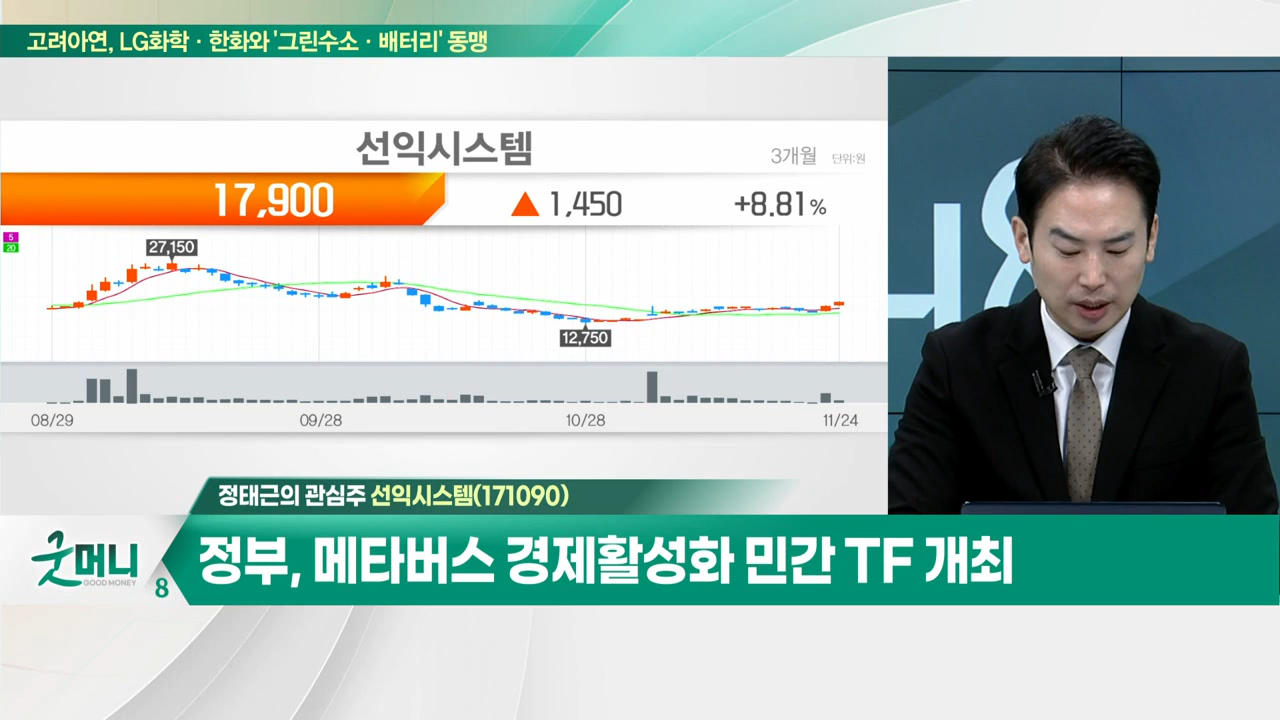 고려아연, LG화학·한화와 '그린수소·배터리' 동맹
선익시스템
3개월 단위:원
17,900 ▲ 1,450 +8.81%
5
20
27,150
12,750
08/29 09/28 10/28 11/24
정태근의 관심주 선익시스템(171090)
굿머니
GOOD MONEY
8
정부, 메타버스 경제활성화 민간 TF 개최